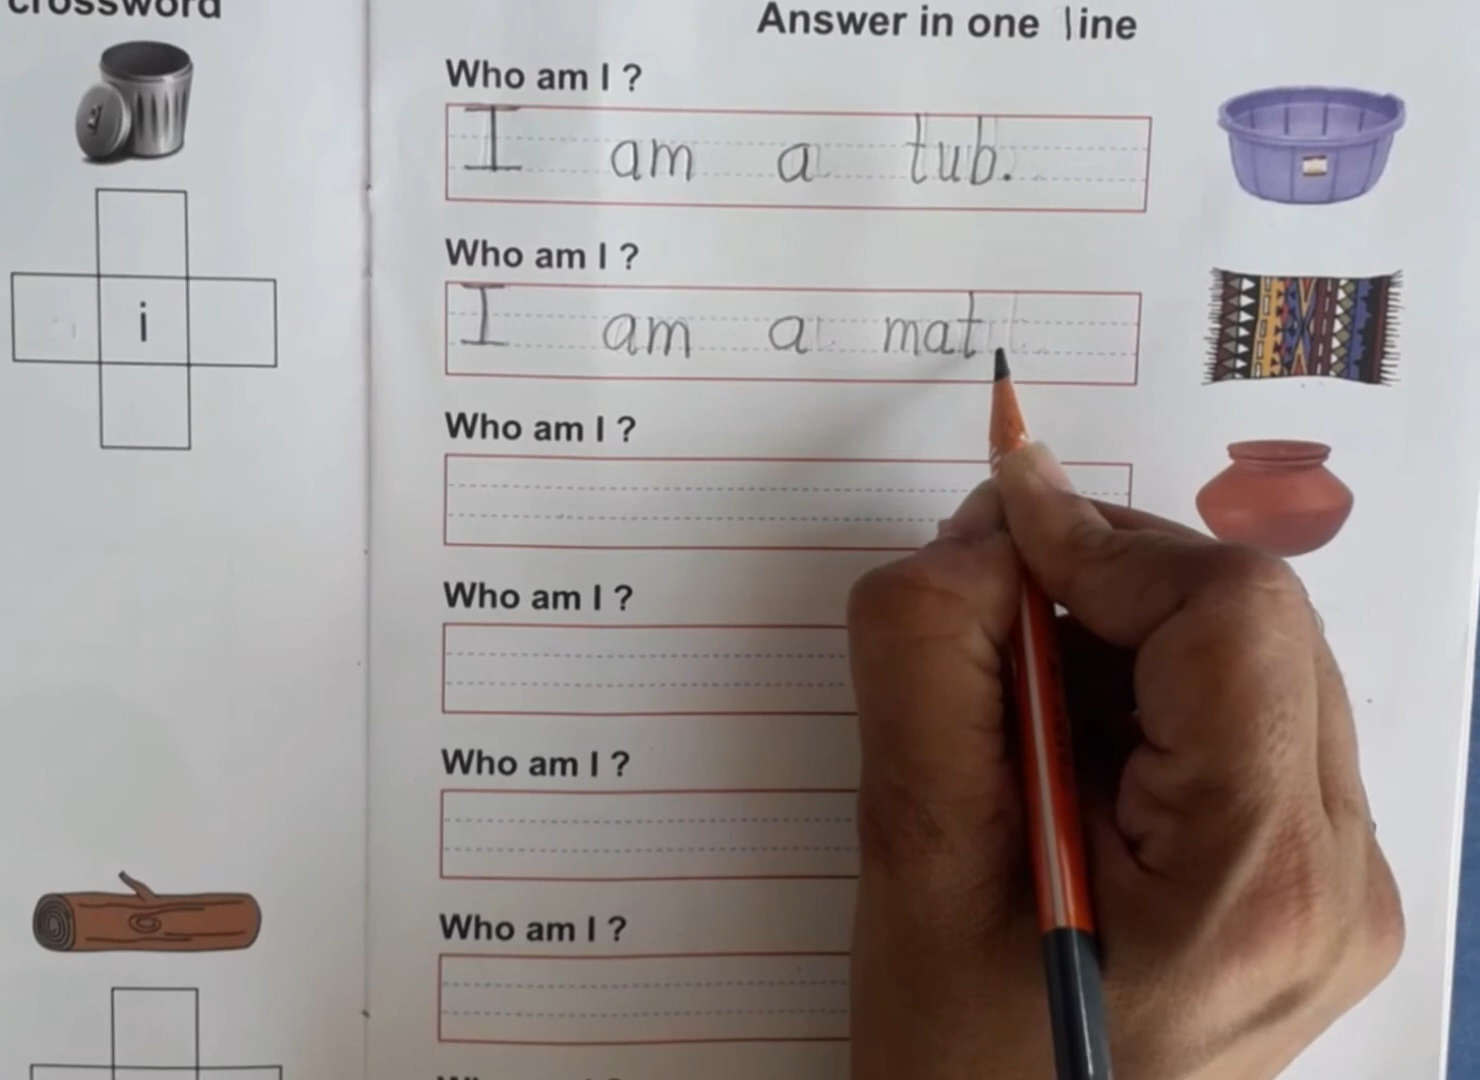 crossword
Answer in one line
Who am I ?
I am a tub.
Who am I ?
I am a mat
i
Who am I ?
Who am I ?
Who am I ?
Who am I ?